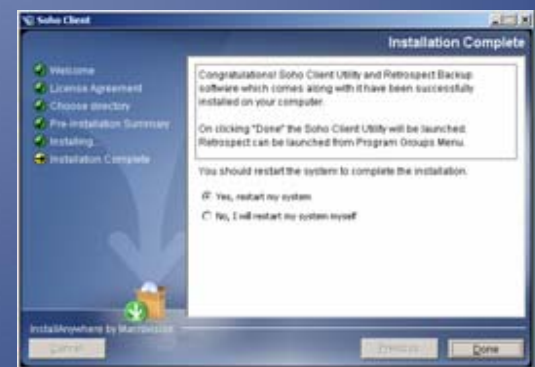 Soho Client
Installation Complete
Welcome
License Agreement
Choose directory
Pre-Installation Summary
Installing...
Installation Complete
Congratulations! Soho Client Utility and Retrospect Backup
software which comes along with it have been successfully
installed on your computer.
On clicking "Done" the Soho Client Utility will be launched.
Retrospect can be launched from Program Groups Menu.
You should restart the system to complete the installation.
Yes, restart my system
No, I will restart my system myself
InstallAnywhere by Macrovision
Cancel
Previous
Done